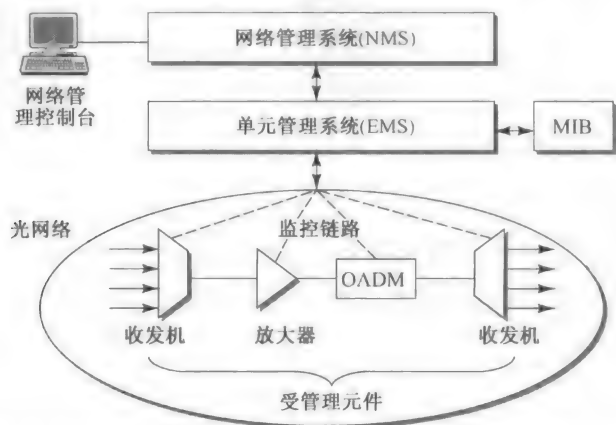 网络管理系统(NMS)
网络管
理控制台
单元管理系统(EMS)
MIB
光网络
监控链路
OADM
收发机
放大器
收发机
受管理元件